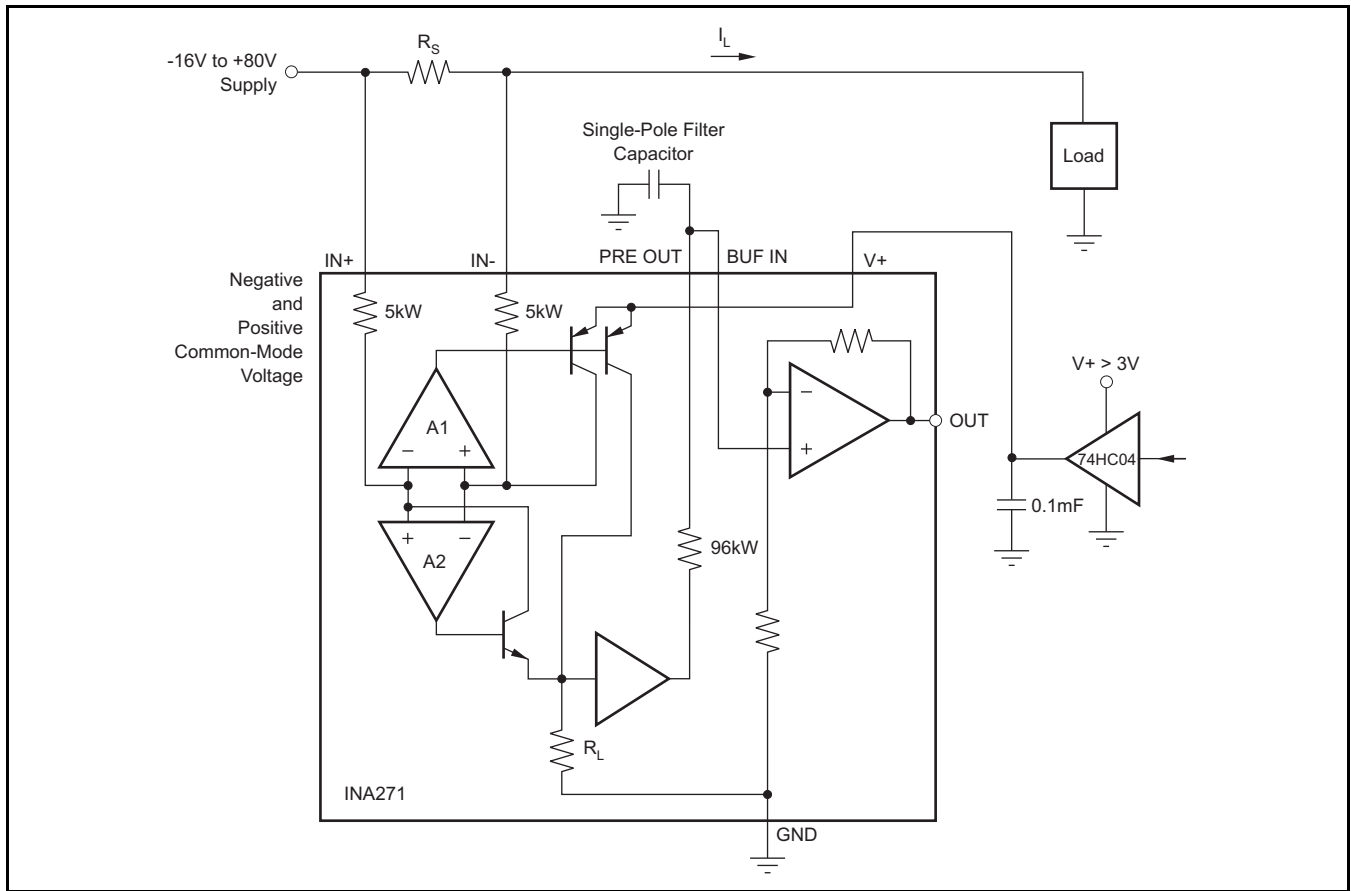 R_S
I_L
-16V to +80V
Supply
Single-Pole Filter
Capacitor
Load
IN+
IN-
PRE OUT
BUF IN
V+
Negative
and
Positive
Common-Mode
Voltage
5kW
5kW
V+ > 3V
A1
−
+
−
+
OUT
74HC04
0.1mF
+
−
A2
96kW
R_L
INA271
GND